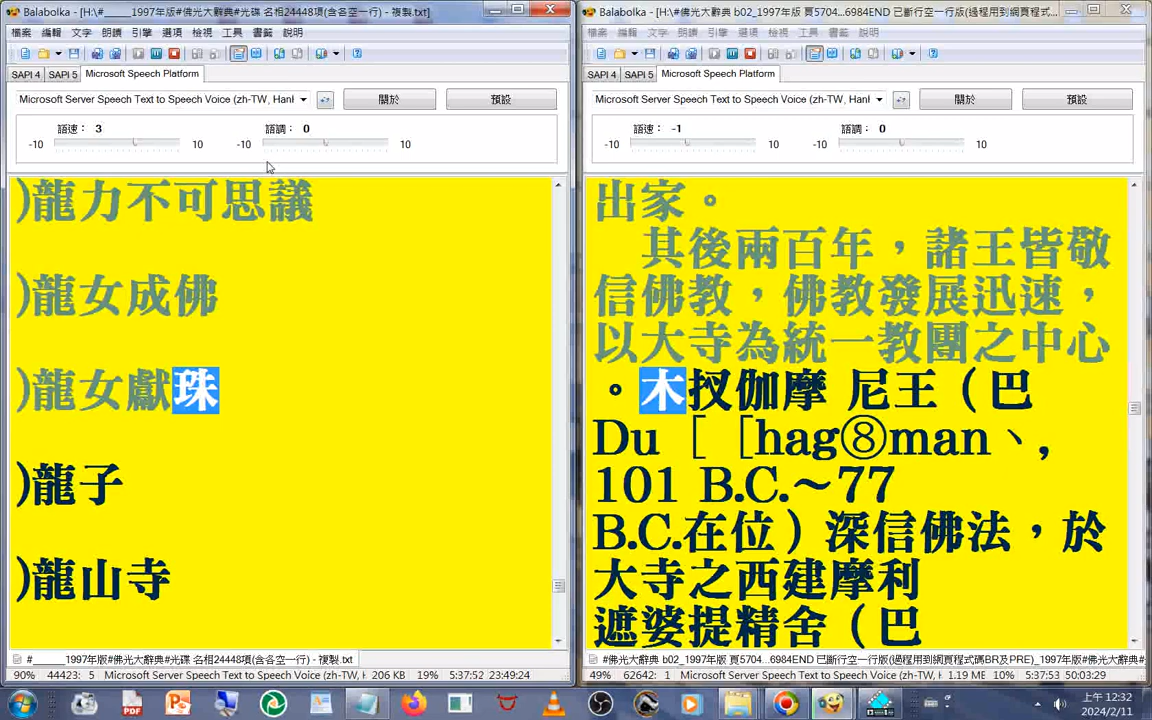 Balabolka - [H:\#_____1997年版#佛光大辭典#光碟 名相24448項(含各空一行) - 複製.txt]
檔案 編輯 文字 朗讀 引擎 選項 檢視 工具 書籤 說明
SAPI 4 SAPI 5 Microsoft Speech Platform
Microsoft Server Speech Text to Speech Voice (zh-TW, Hanl
關於
預設
語速： 3
語調： 0
-10 10 -10 10
)龍力不可思議
)龍女成佛
)龍女獻珠
)龍子
)龍山寺
#_____1997年版#佛光大辭典#光碟 名相24448項(含各空一行) - 複製.txt
90% 44423: 5 Microsoft Server Speech Text to Speech Voice (zh-TW, H 206 KB 19% 5:37:52 23:49:24
Balabolka - [H:\#佛光大辭典 b02_1997年版 頁5704...6984END 已斷行空一行版(過程用到網頁程式...
檔案 編輯 文字 朗讀 引擎 選項 檢視 工具 書籤 說明
SAPI 4 SAPI 5 Microsoft Speech Platform
Microsoft Server Speech Text to Speech Voice (zh-TW, Hanl
關於
預設
語速： -1
語調： 0
-10 10 -10 10
出家。
其後兩百年，諸王皆敬
信佛教，佛教發展迅速，
以大寺為統一教團之中心
。木扠伽摩 尼王（巴
Du［［hag⑧man丶,
101 B.C.～77
B.C.在位）深信佛法，於
大寺之西建摩利
遮婆提精舍（巴
#佛光大辭典 b02_1997年版 頁5704...6984END 已斷行空一行版(過程用到網頁程式碼BR及PRE)_1997年版#佛光大辭典#
49% 62642: 1 Microsoft Server Speech Text to Speech Voice (zh-TW, H 1.19 ME 10% 5:37:53 50:03:29
上午 12:32
2024/2/11